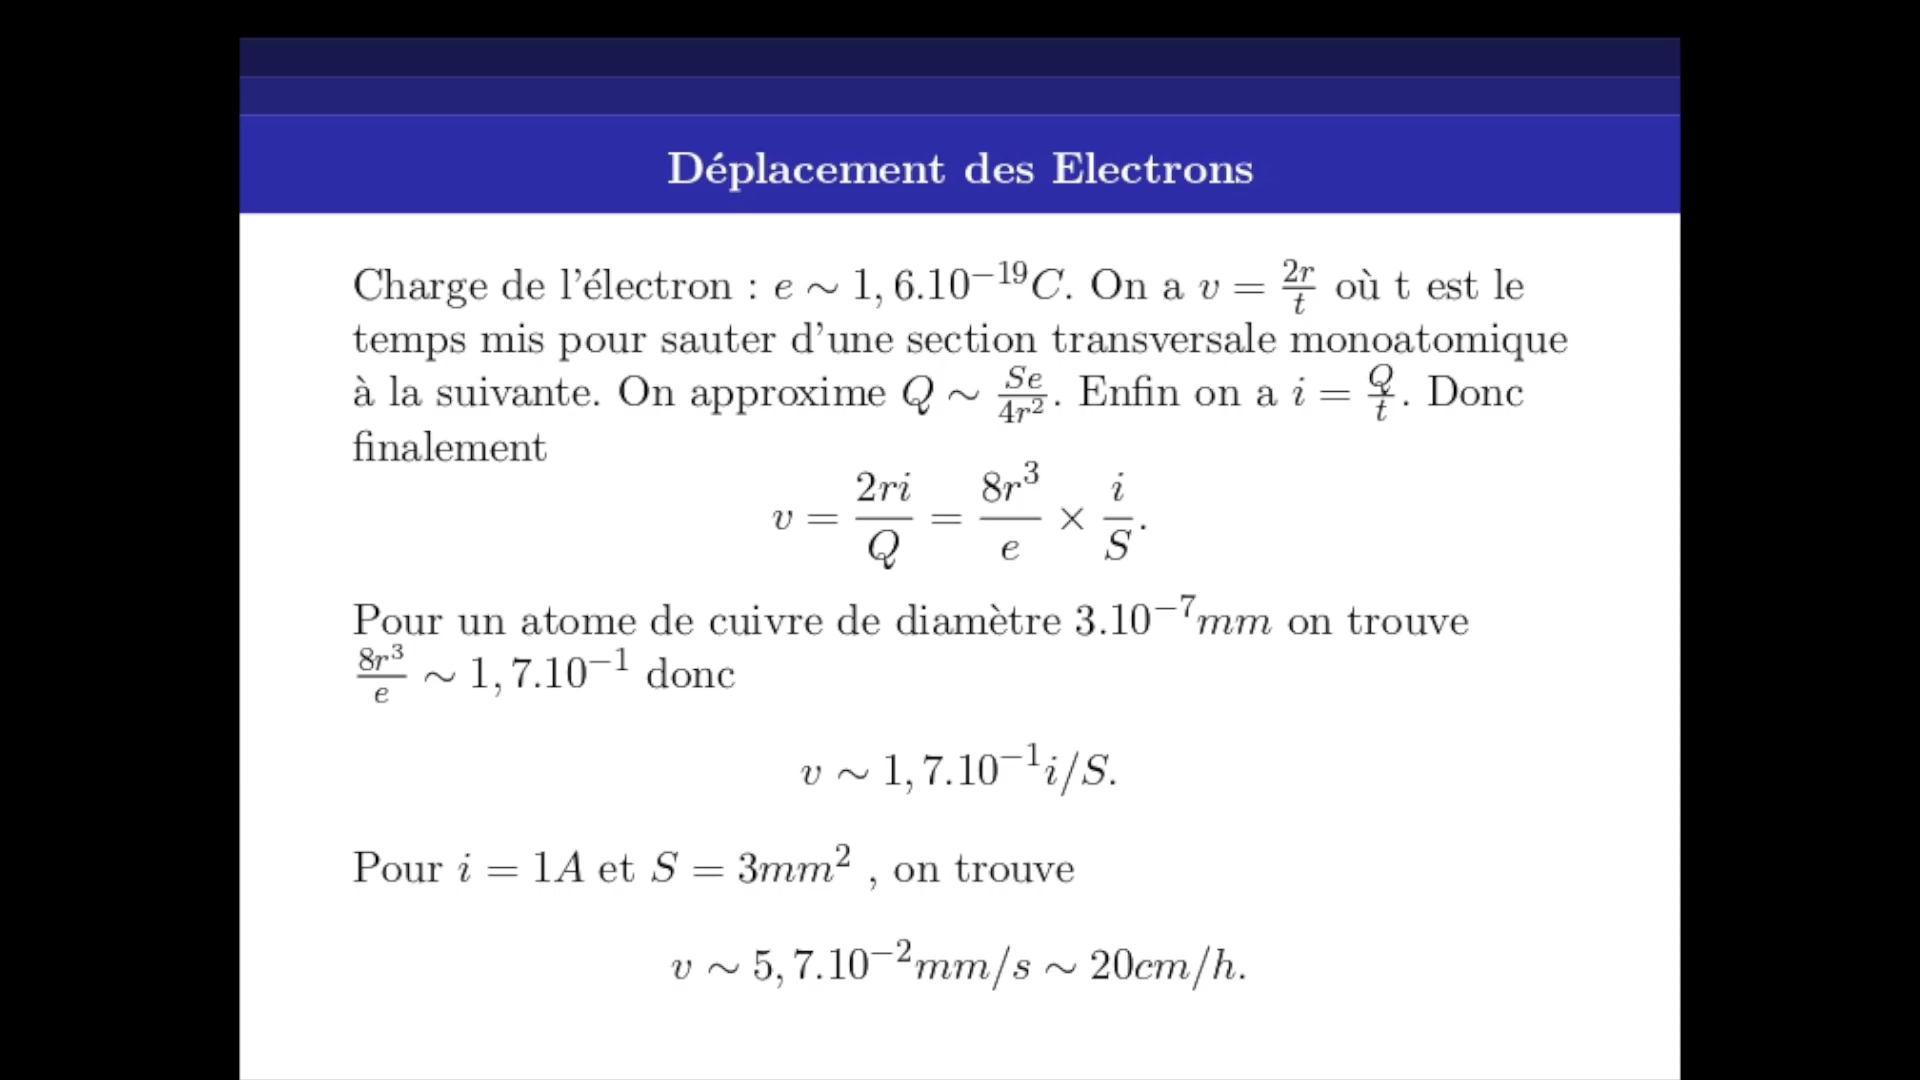 Déplacement des Electrons
Charge de l'électron : e ∼ 1, 6.10⁻¹⁹C. On a v = 2r/t où t est le
temps mis pour sauter d'une section transversale monoatomique
à la suivante. On approxime Q ∼ Se/4r². Enfin on a i = Q/t. Donc
finalement
v = 2ri/Q = 8r³/e × i/S.
Pour un atome de cuivre de diamètre 3.10⁻⁷mm on trouve
8r³/e ∼ 1, 7.10⁻¹ donc
v ∼ 1, 7.10⁻¹i/S.
Pour i = 1A et S = 3mm² , on trouve
v ∼ 5, 7.10⁻²mm/s ∼ 20cm/h.